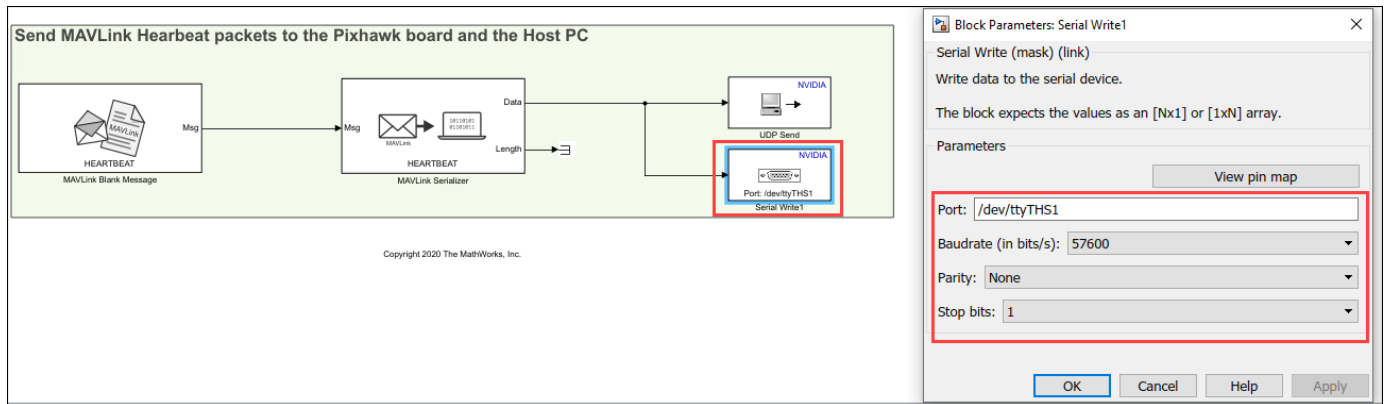 Send MAVLink Hearbeat packets to the Pixhawk board and the Host PC
MAVLink
Msg
HEARTBEAT
MAVLink Blank Message
Msg
MAVLink
10110101
01101011
Data
Length
HEARTBEAT
MAVLink Serializer
NVIDIA
UDP Send
NVIDIA
Port: /dev/ttyTHS1
Serial Write1
Copyright 2020 The MathWorks, Inc.
Block Parameters: Serial Write1
Serial Write (mask) (link)
Write data to the serial device.
The block expects the values as an [Nx1] or [1xN] array.
Parameters
View pin map
Port: /dev/ttyTHS1
Baudrate (in bits/s): 57600
Parity: None
Stop bits: 1
OK Cancel Help Apply